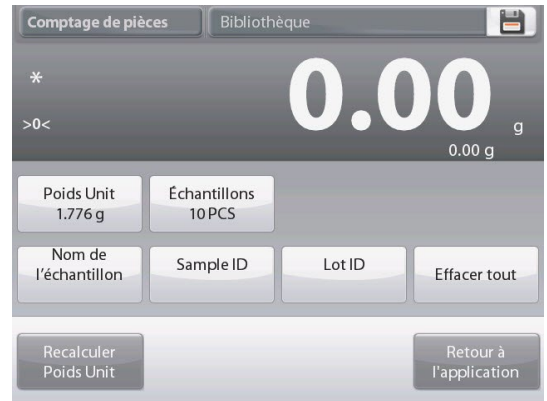 Comptage de pièces
Bibliothèque
*
0.00
>0<
g
0.00 g
Poids Unit
1.776 g
Échantillons
10 PCS
Nom de
l'échantillon
Sample ID
Lot ID
Effacer tout
Recalculer
Poids Unit
Retour à
l'application